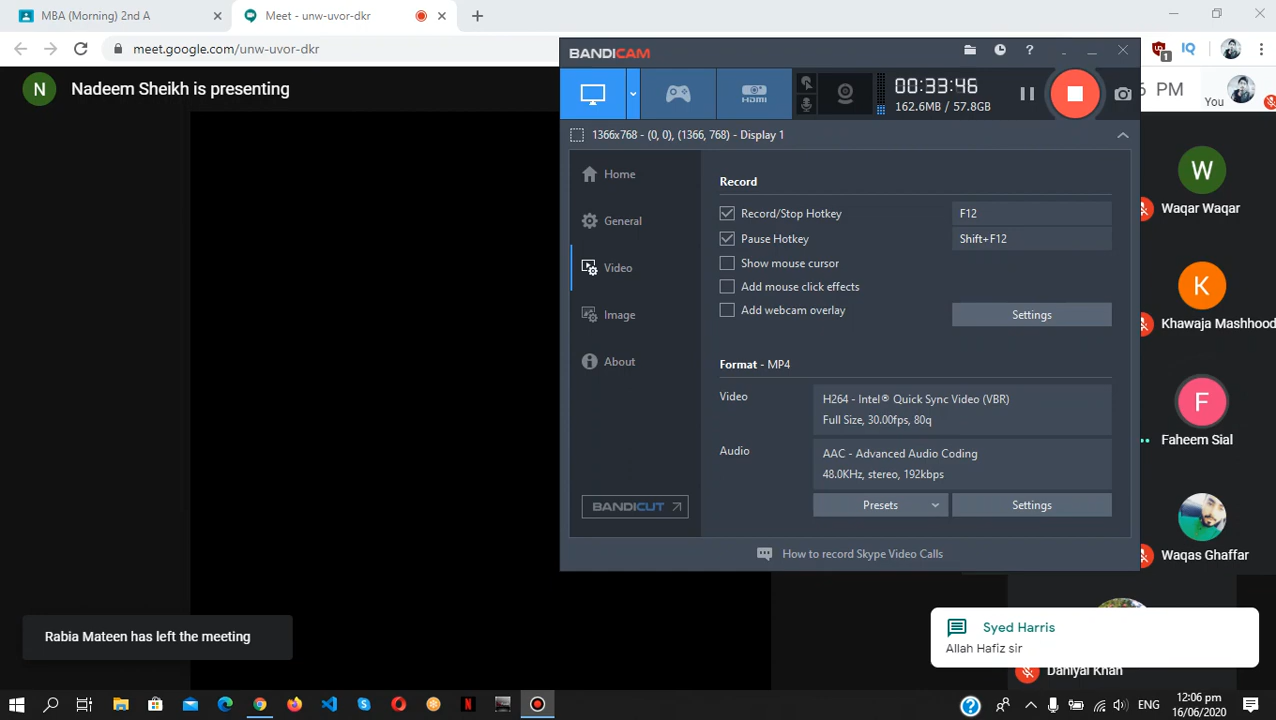 MBA (Morning) 2nd A
Meet - unw-uvor-dkr
meet.google.com/unw-uvor-dkr
1
IQ
N
Nadeem Sheikh is presenting
PM
You
BANDICAM
HDMI
00:33:46
162.6MB / 57.8GB
1366x768 - (0, 0), (1366, 768) - Display 1
Home
General
Video
Image
About
BANDICUT
Record
Record/Stop Hotkey
F12
Pause Hotkey
Shift+F12
Show mouse cursor
Add mouse click effects
Add webcam overlay
Settings
Format - MP4
Video
H264 - Intel® Quick Sync Video (VBR)
Full Size, 30.00fps, 80q
Audio
AAC - Advanced Audio Coding
48.0KHz, stereo, 192kbps
Presets
Settings
How to record Skype Video Calls
W
Waqar Waqar
K
Khawaja Mashhood
F
Faheem Sial
Waqas Ghaffar
Rabia Mateen has left the meeting
Syed Harris
Allah Hafiz sir
Daniyal Khan
ENG
12:06 pm
16/06/2020